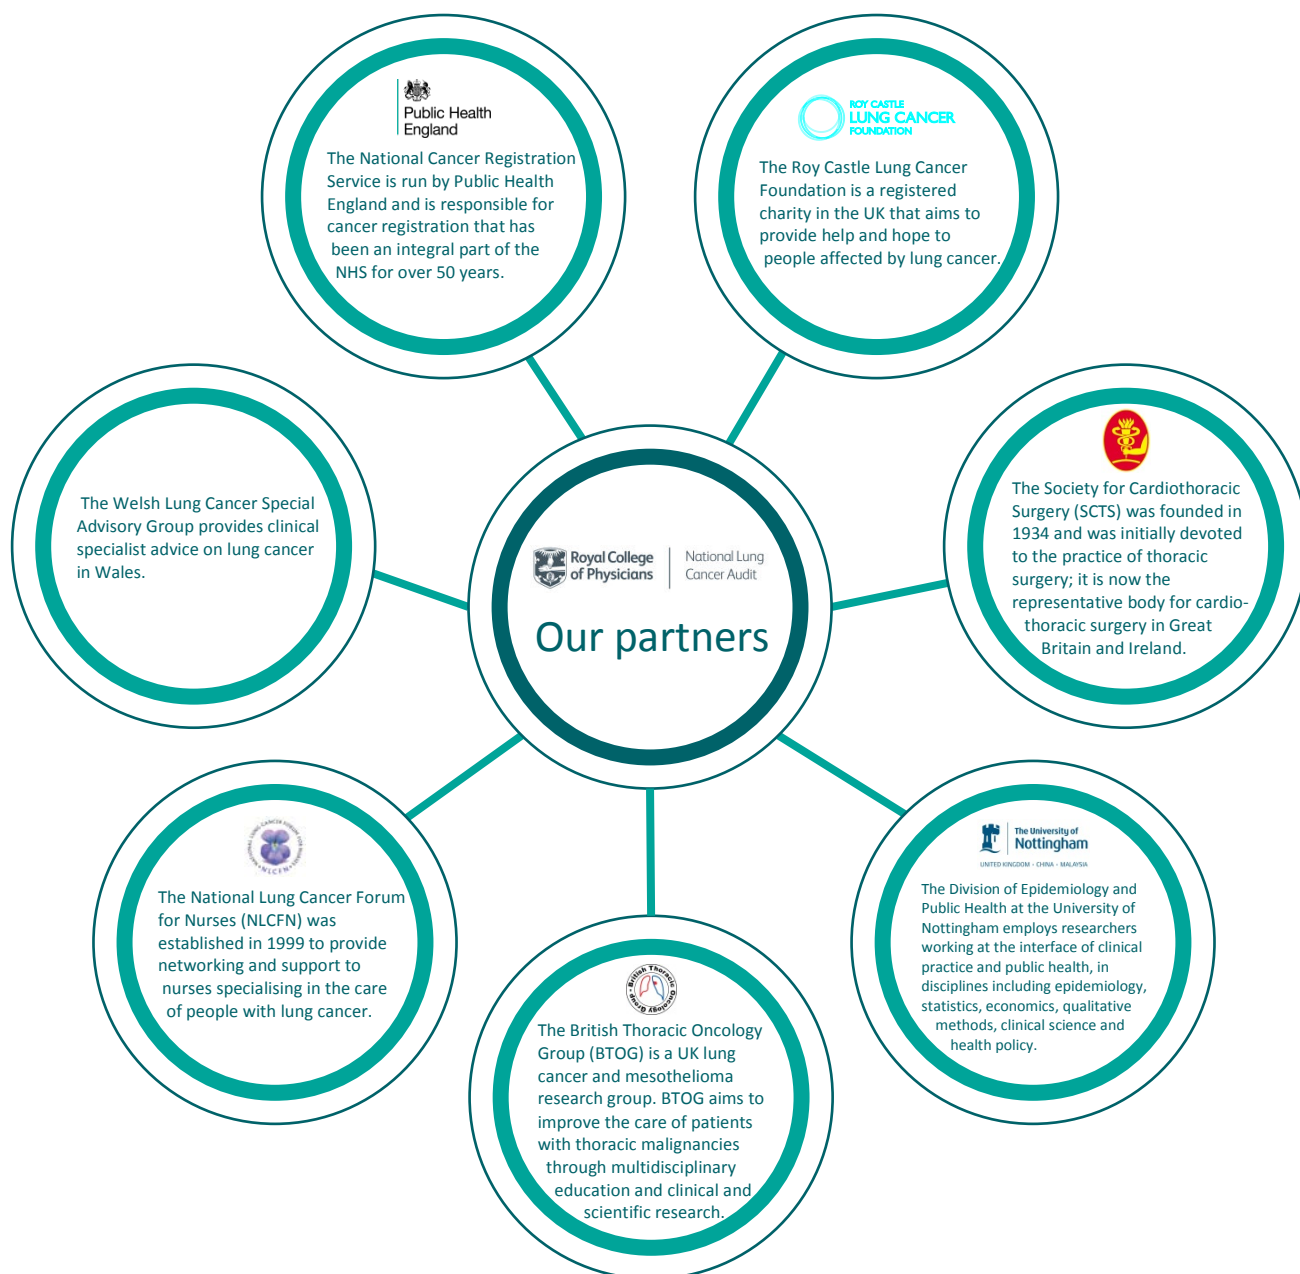 Public Health
England
The National Cancer Registration
Service is run by Public Health
England and is responsible for
cancer registration that has
been an integral part of the
NHS for over 50 years.
ROY CASTLE
LUNG CANCER
FOUNDATION
The Roy Castle Lung Cancer
Foundation is a registered
charity in the UK that aims to
provide help and hope to
people affected by lung cancer.
The Welsh Lung Cancer Special
Advisory Group provides clinical
specialist advice on lung cancer
in Wales.
Royal College
of Physicians
National Lung
Cancer Audit
Our partners
The Society for Cardiothoracic
Surgery (SCTS) was founded in
1934 and was initially devoted
to the practice of thoracic
surgery; it is now the
representative body for cardio-
thoracic surgery in Great
Britain and Ireland.
NATIONAL LUNG CANCER FORUM FOR NURSES
NLCFN
The National Lung Cancer Forum
for Nurses (NLCFN) was
established in 1999 to provide
networking and support to
nurses specialising in the care
of people with lung cancer.
British Thoracic Oncology Group
The British Thoracic Oncology
Group (BTOG) is a UK lung
cancer and mesothelioma
research group. BTOG aims to
improve the care of patients
with thoracic malignancies
through multidisciplinary
education and clinical and
scientific research.
The University of
Nottingham
UNITED KINGDOM • CHINA • MALAYSIA
The Division of Epidemiology and
Public Health at the University of
Nottingham employs researchers
working at the interface of clinical
practice and public health, in
disciplines including epidemiology,
statistics, economics, qualitative
methods, clinical science and
health policy.